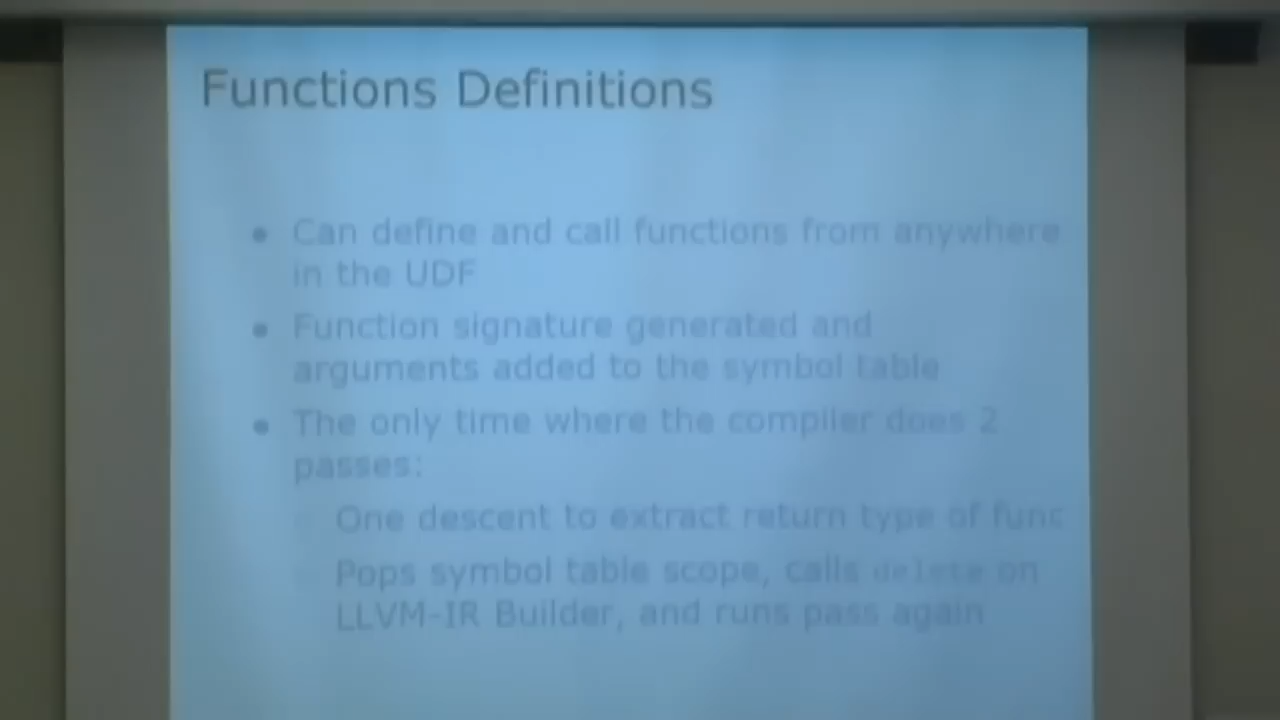 Functions Definitions
• Can define and call functions from anywhere
in the UDF
• Function signature generated and
arguments added to the symbol table
• The only time where the compiler does 2
passes:
One descent to extract return type of func
Pops symbol table scope, calls delete on
LLVM-IR Builder, and runs pass again